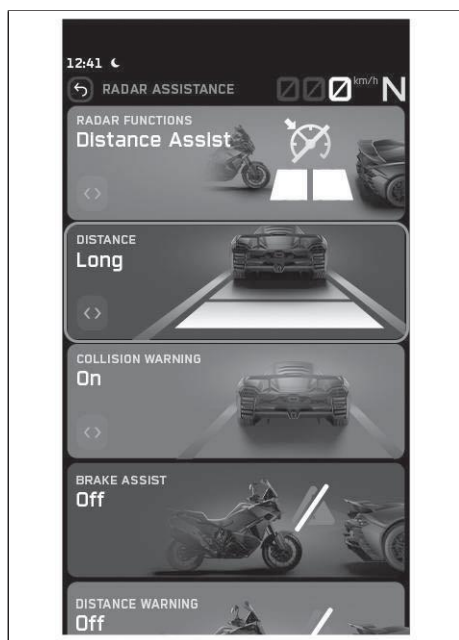 12:41
RADAR ASSISTANCE
000 km/h N
RADAR FUNCTIONS
Distance Assist
DISTANCE
Long
COLLISION WARNING
On
BRAKE ASSIST
Off
DISTANCE WARNING
Off